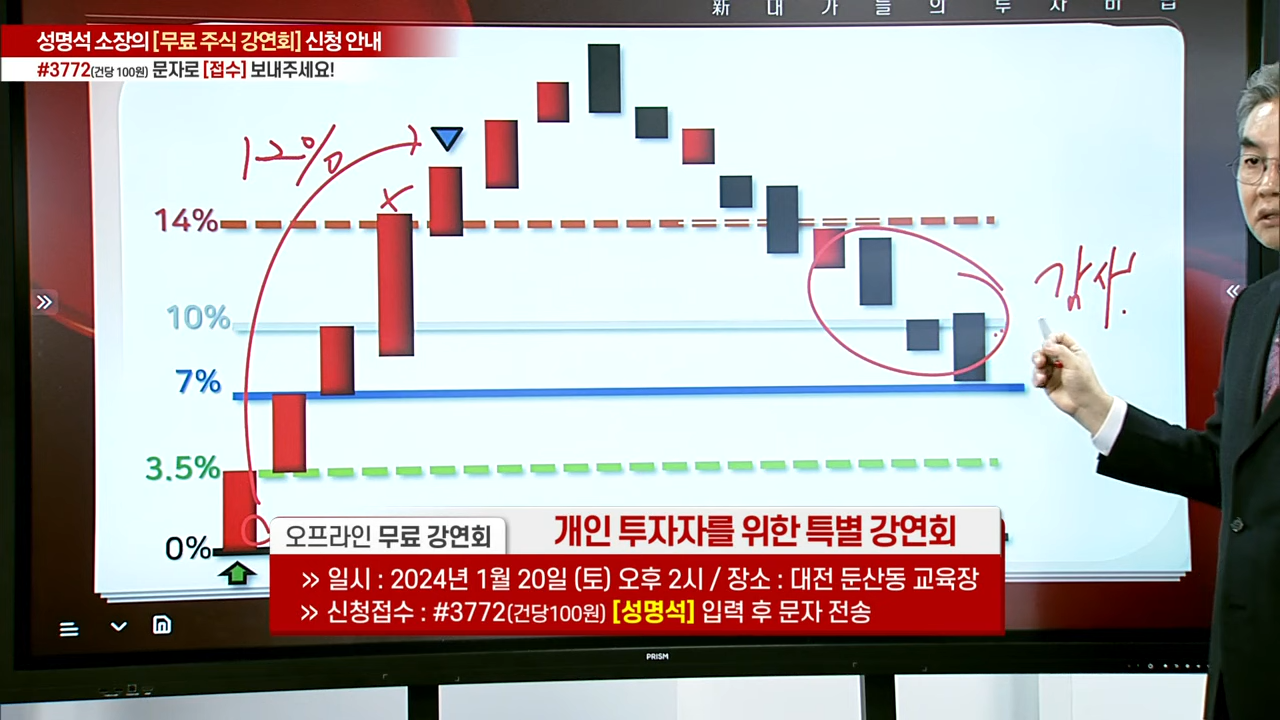 新 대 가 들 의 투 자 비 법
성명석 소장의 [무료 주식 강연회] 신청 안내
#3772(건당 100원) 문자로 [접수] 보내주세요!
12%
14%
감사!
10%
7%
3.5%
0%
오프라인 무료 강연회
개인 투자자를 위한 특별 강연회
» 일시 : 2024년 1월 20일 (토) 오후 2시 / 장소 : 대전 둔산동 교육장
» 신청접수 : #3772(건당100원) [성명석] 입력 후 문자 전송
PRISM